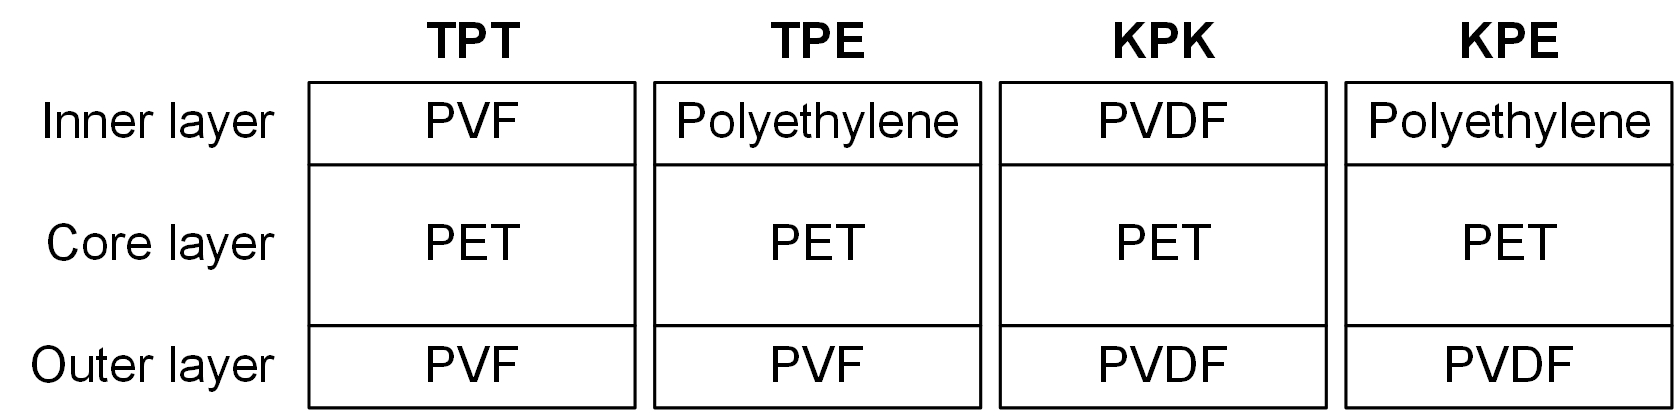 TPT TPE KPK KPE
Inner layer PVF Polyethylene PVDF Polyethylene
Core layer PET PET PET PET
Outer layer PVF PVF PVDF PVDF